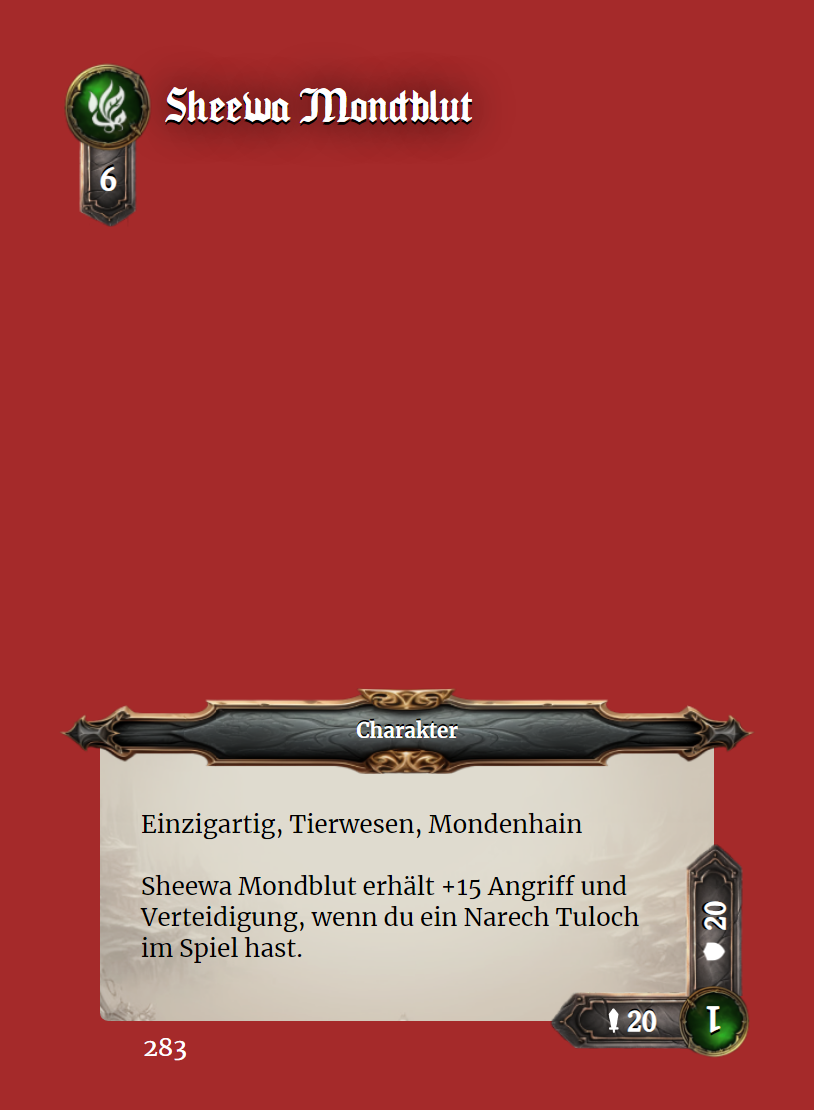 Sheewa Mondblut
6
Charakter
Einzigartig, Tierwesen, Mondenhain
Sheewa Mondblut erhält +15 Angriff und
Verteidigung, wenn du ein Narech Tuloch
im Spiel hast.
20
20
1
283